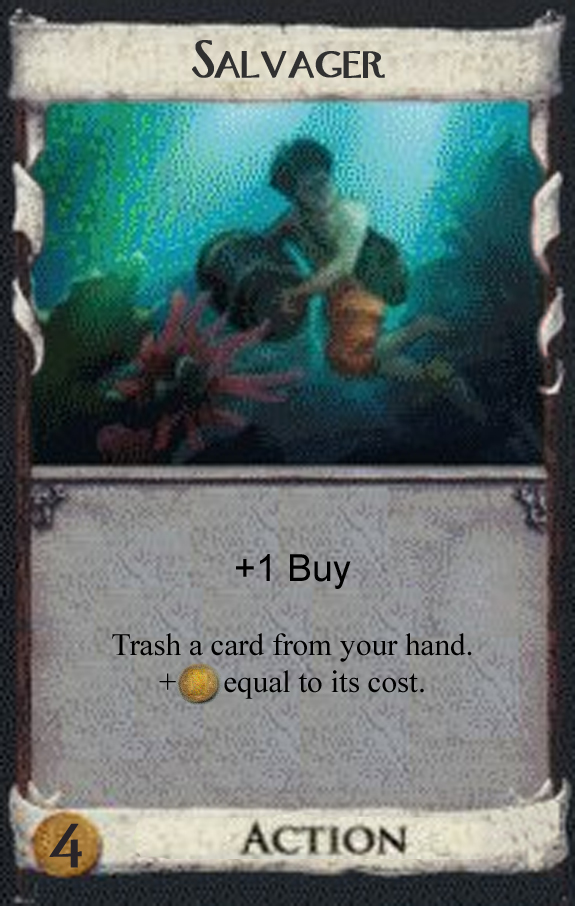 SALVAGER
+1 Buy
Trash a card from your hand.
+ equal to its cost.
4
ACTION